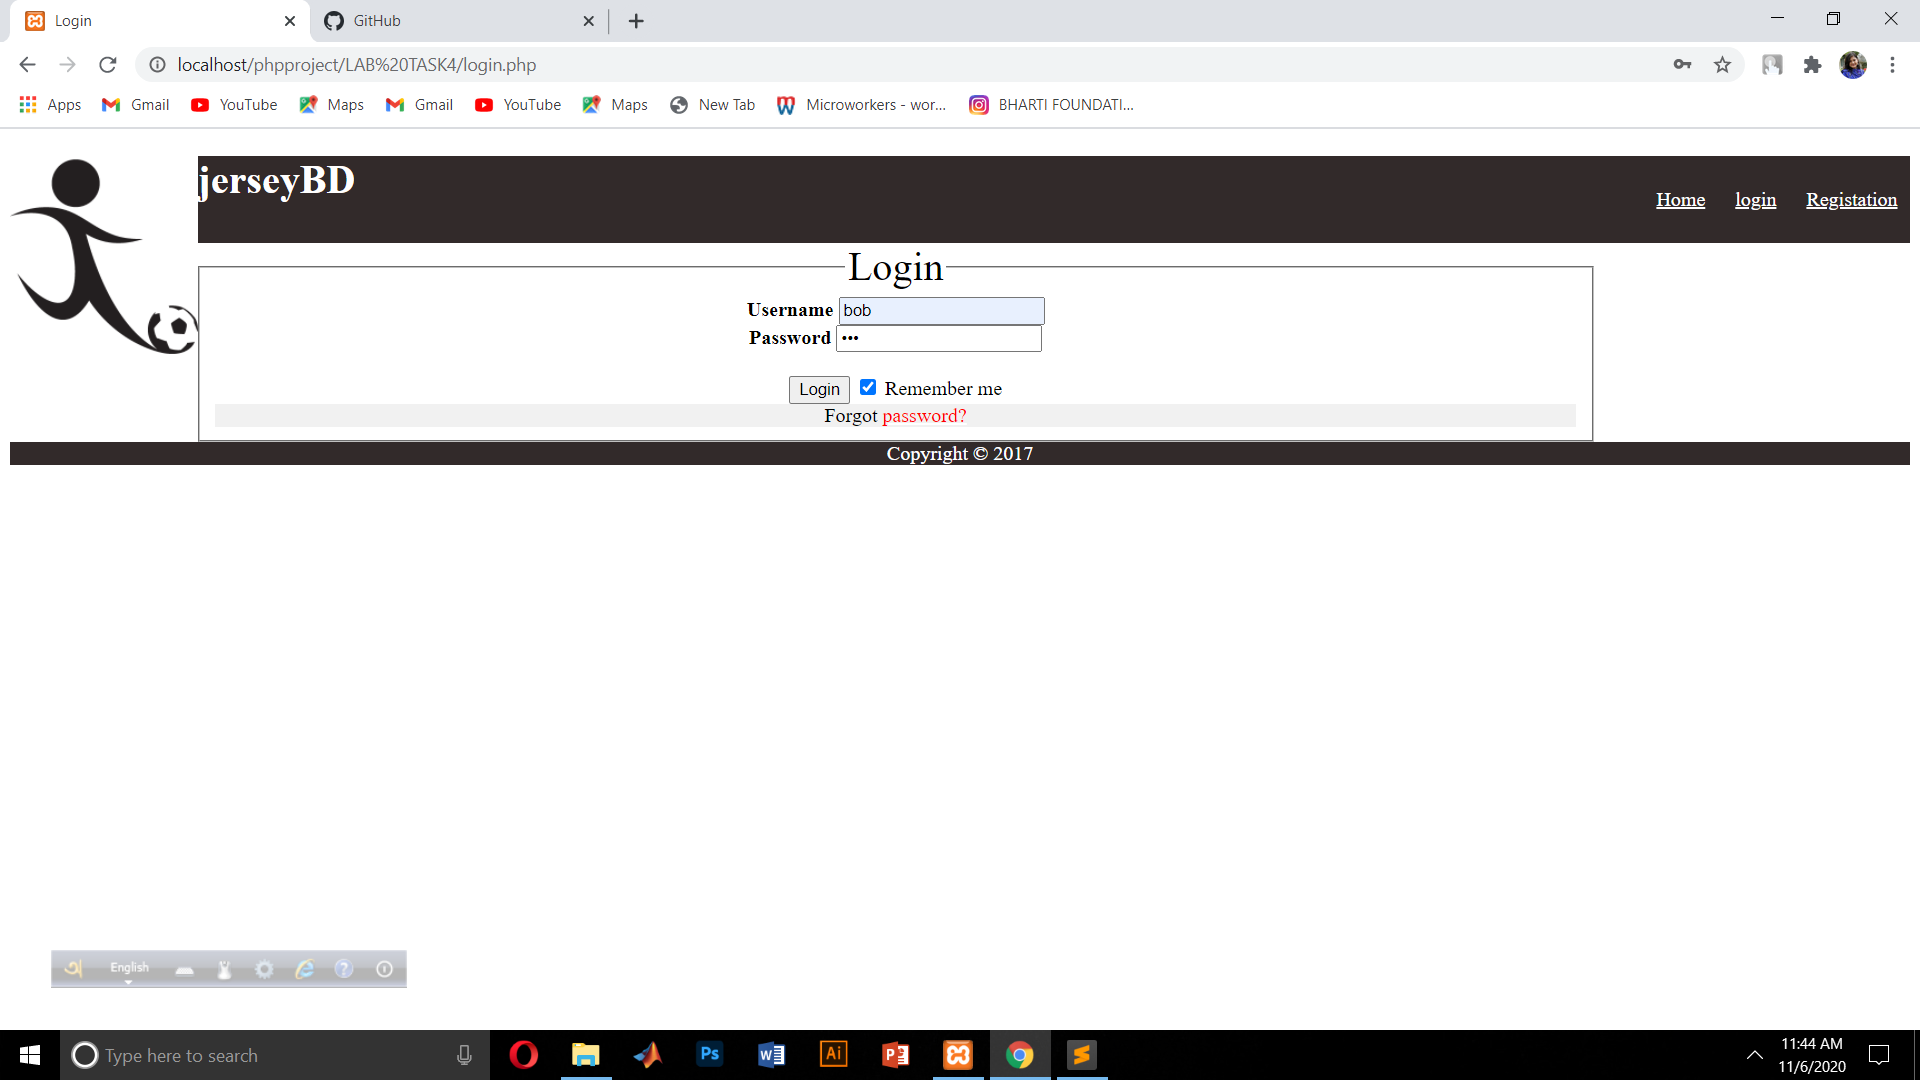 Login
GitHub
localhost/phpproject/LAB%20TASK4/login.php
Apps Gmail YouTube Maps Gmail YouTube Maps New Tab Microworkers - wor... BHARTI FOUNDATI...
jerseyBD
Home login Registation
Login
Username bob
Password •••
Login Remember me
Forgot password?
Copyright © 2017
অ English
Type here to search
Ps W Ai P
11:44 AM
11/6/2020